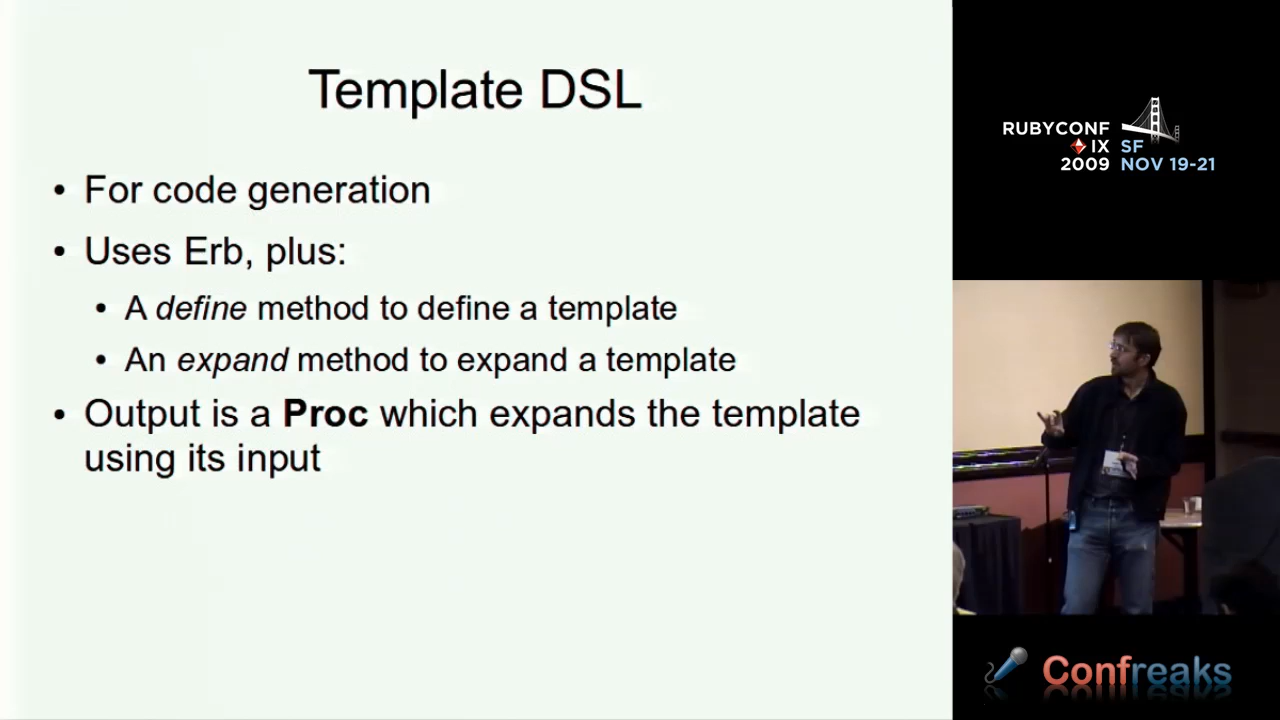 Template DSL
• For code generation
• Uses Erb, plus:
• A define method to define a template
• An expand method to expand a template
• Output is a Proc which expands the template
using its input
RUBYCONF
IX SF
2009 NOV 19-21
Confreaks